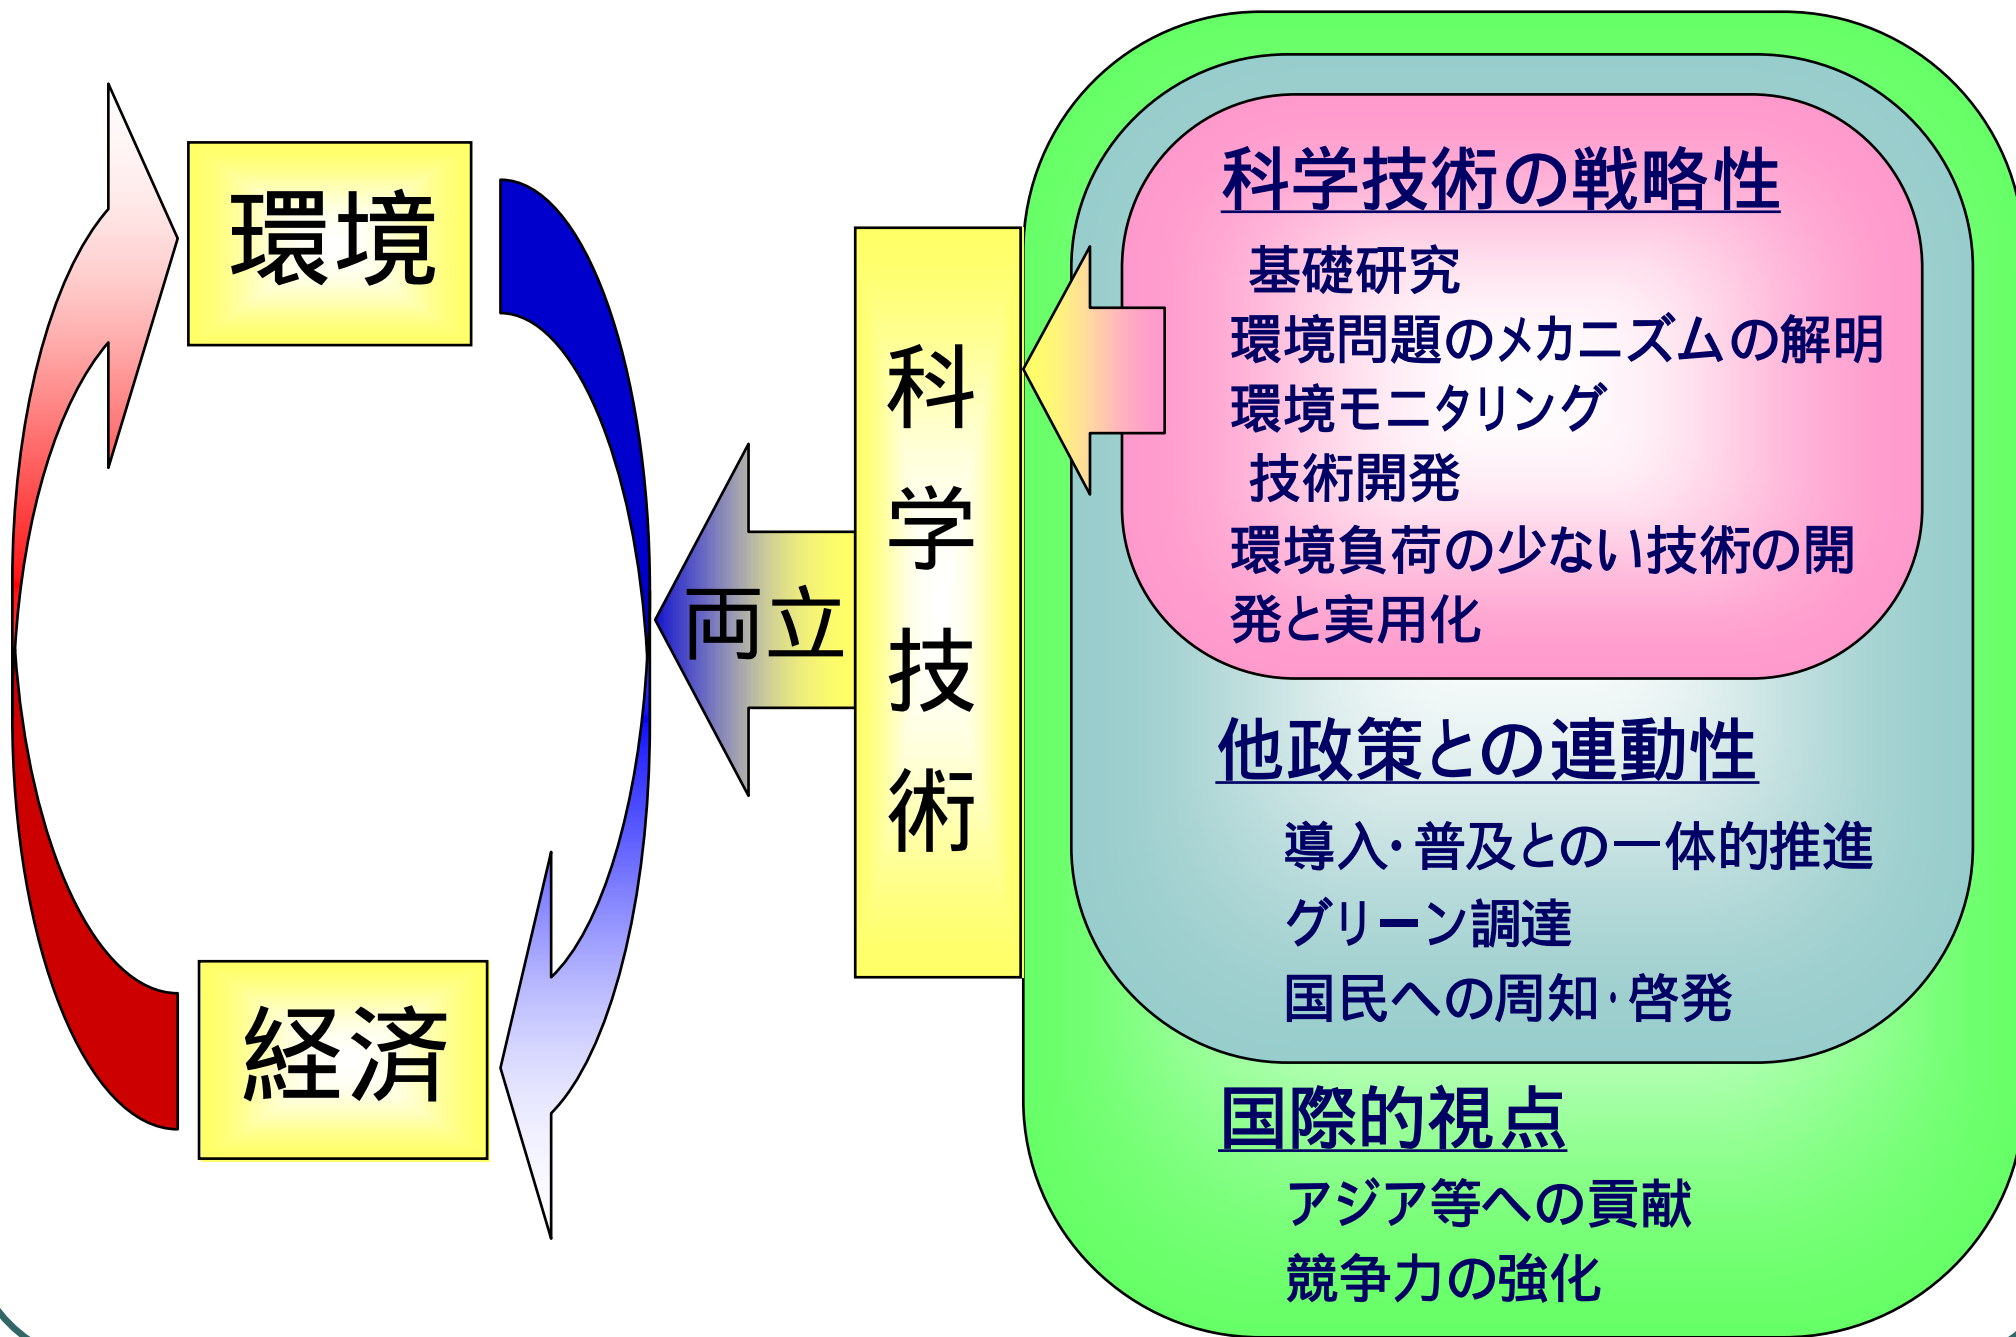 環境
経済
両立
科学技術
科学技術の戦略性
基礎研究
環境問題のメカニズムの解明
環境モニタリング
技術開発
環境負荷の少ない技術の開
発と実用化
他政策との連動性
導入・普及との一体的推進
グリーン調達
国民への周知・啓発
国際的視点
アジア等への貢献
競争力の強化